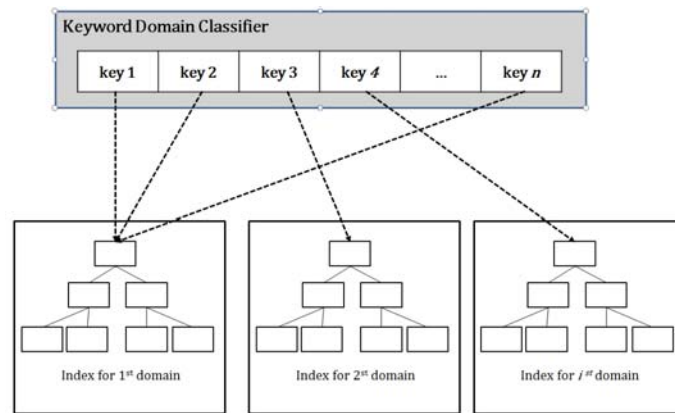 Keyword Domain Classifier
key 1 key 2 key 3 key 4 ... key n
Index for 1st domain Index for 2st domain Index for i st domain